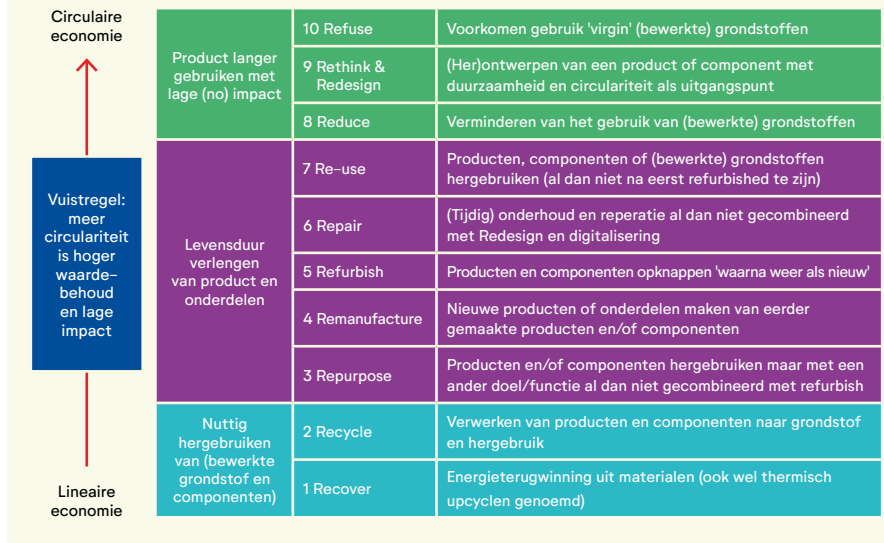 Circulaire
economie
Vuistregel:
meer
circulariteit
is hoger
waarde-
behoud
en lage
impact
Lineaire
economie
Product langer
gebruiken met
lage (no) impact
10 Refuse
Voorkomen gebruik 'virgin' (bewerkte) grondstoffen
9 Rethink &
Redesign
(Her)ontwerpen van een product of component met
duurzaamheid en circulariteit als uitgangspunt
8 Reduce
Verminderen van het gebruik van (bewerkte) grondstoffen
Levensduur
verlengen
van product en
onderdelen
7 Re-use
Producten, componenten of (bewerkte) grondstoffen
hergebruiken (al dan niet na eerst refurbished te zijn)
6 Repair
(Tijdig) onderhoud en reperatie al dan niet gecombineerd
met Redesign en digitalisering
5 Refurbish
Producten en componenten opknappen 'waarna weer als nieuw'
4 Remanufacture
Nieuwe producten of onderdelen maken van eerder
gemaakte producten en/of componenten
3 Repurpose
Producten en/of componenten hergebruiken maar met een
ander doel/functie al dan niet gecombineerd met refurbish
Nuttig
hergebruiken
van (bewerkte
grondstof en
componenten)
2 Recycle
Verwerken van producten en componenten naar grondstof
en hergebruik
1 Recover
Energieterugwinning uit materialen (ook wel thermisch
upcyclen genoemd)